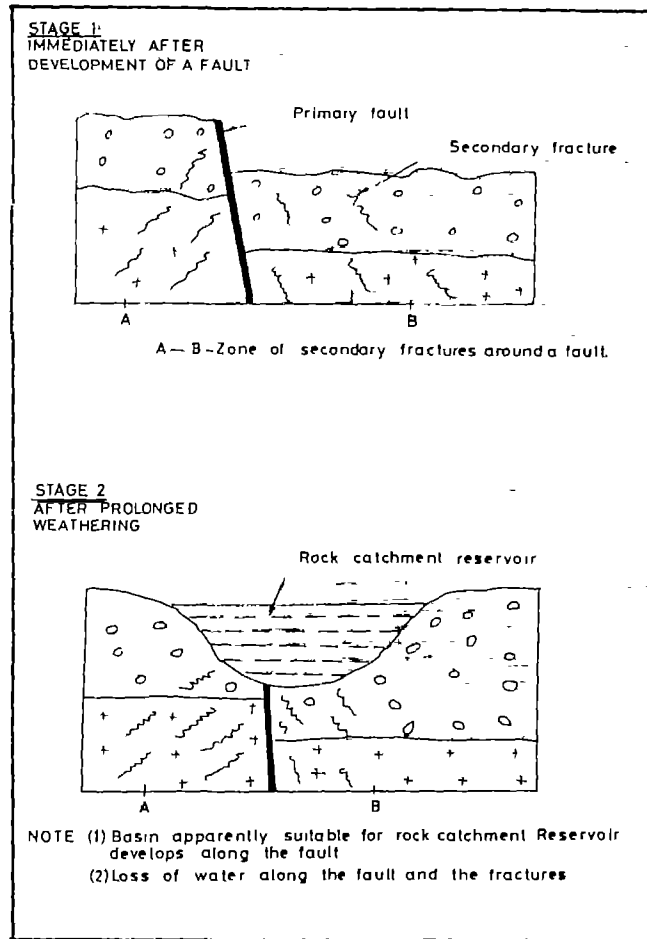 STAGE 1:
IMMEDIATELY AFTER
DEVELOPMENT OF A FAULT
Primary fault
Secondary fracture
A B
A — B - Zone of secondary fractures around a fault.
STAGE 2
AFTER PROLONGED
WEATHERING
Rock catchment reservoir
A B
NOTE (1) Basin apparently suitable for rock catchment Reservoir
develops along the fault
(2) Loss of water along the fault and the fractures